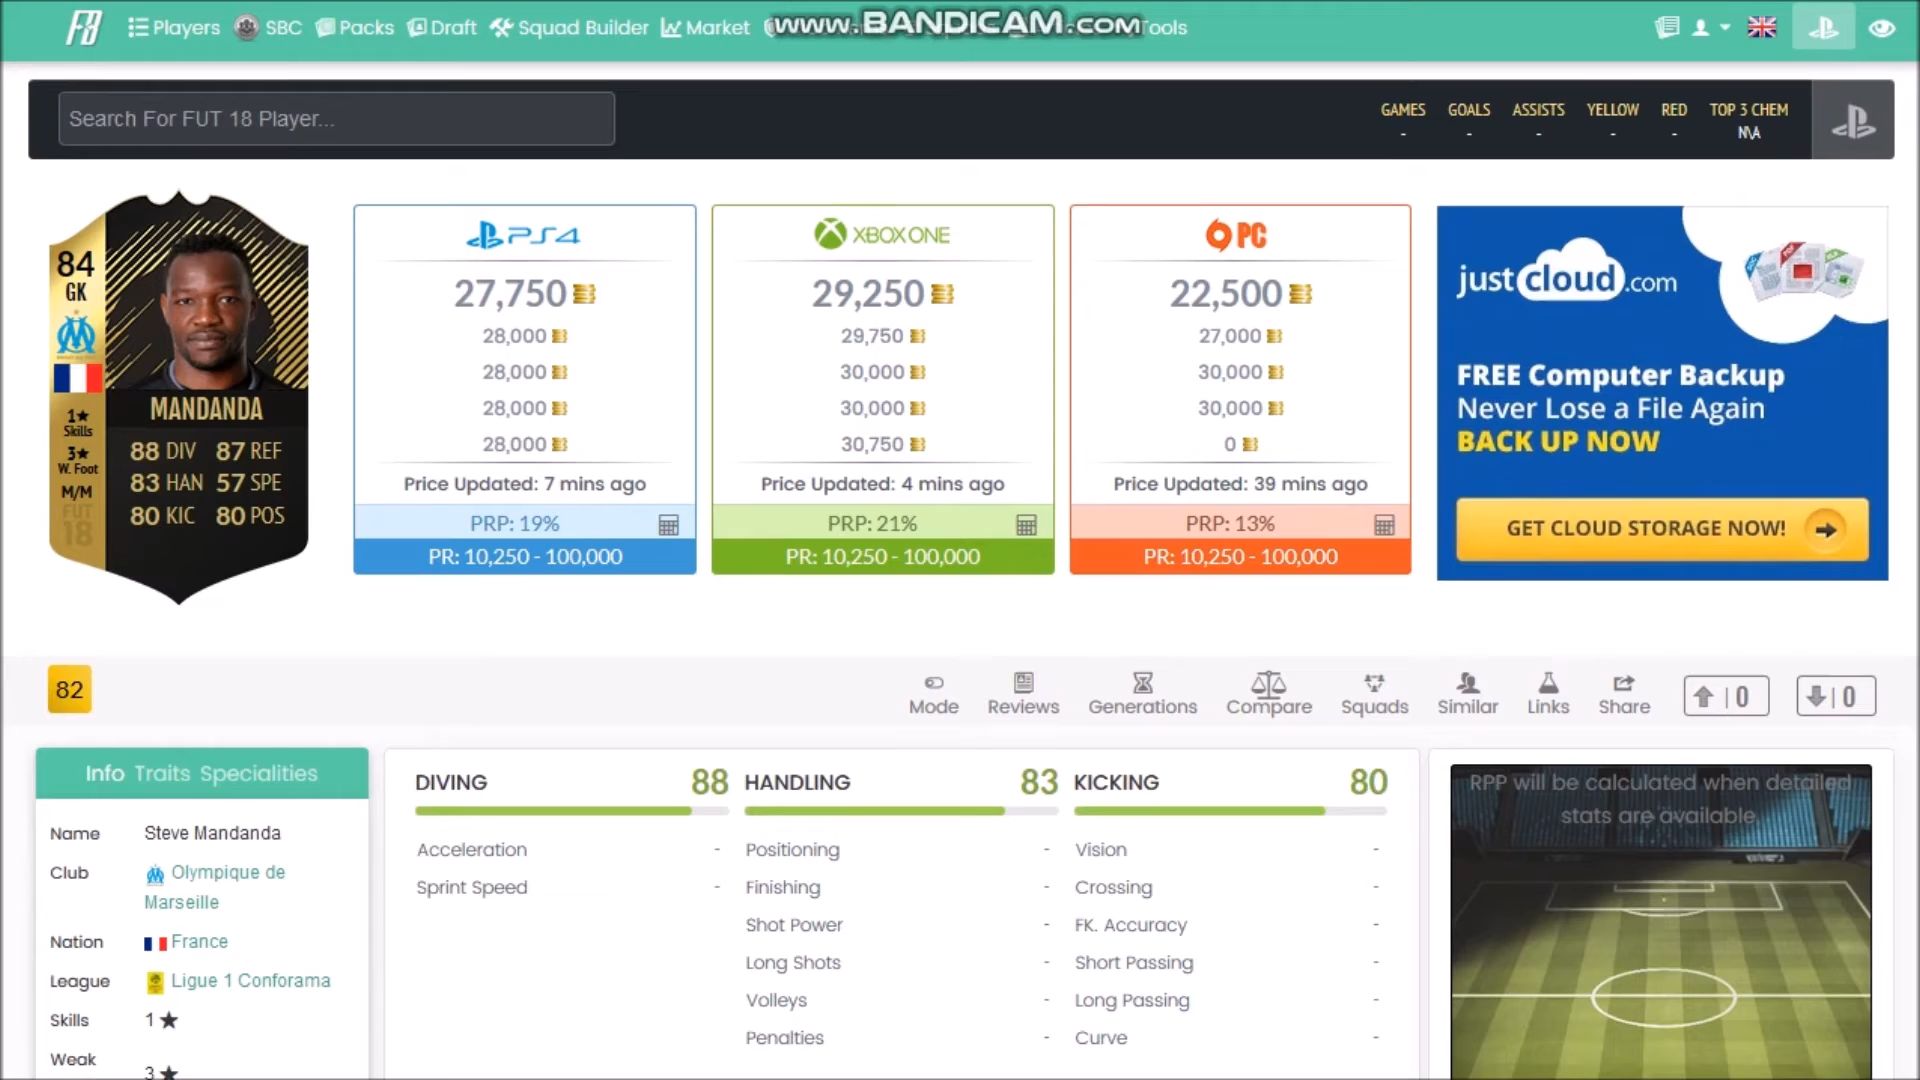 Players SBC Packs Draft Squad Builder Market www.BANDICAM.com Tools
Search For FUT 18 Player...
GAMES GOALS ASSISTS YELLOW RED TOP 3 CHEM
- - - - - N\A
84
GK
1★
Skills
3★
W. Foot
M/M
FUT
18
MANDANDA
88 DIV 87 REF
83 HAN 57 SPE
80 KIC 80 POS
PS4
27,750
28,000
28,000
28,000
28,000
Price Updated: 7 mins ago
PRP: 19%
PR: 10,250 - 100,000
XBOX ONE
29,250
29,750
30,000
30,000
30,750
Price Updated: 4 mins ago
PRP: 21%
PR: 10,250 - 100,000
PC
22,500
27,000
30,000
30,000
0
Price Updated: 39 mins ago
PRP: 13%
PR: 10,250 - 100,000
justcloud.com
FREE Computer Backup
Never Lose a File Again
BACK UP NOW
GET CLOUD STORAGE NOW!
82
Mode Reviews Generations Compare Squads Similar Links Share 0 0
Info Traits Specialities
Name Steve Mandanda
Club Olympique de
Marseille
Nation France
League Ligue 1 Conforama
Skills 1★
Weak
3★
DIVING 88
Acceleration -
Sprint Speed -
HANDLING 83
Positioning -
Finishing -
Shot Power -
Long Shots -
Volleys -
Penalties -
KICKING 80
Vision -
Crossing -
FK. Accuracy -
Short Passing -
Long Passing -
Curve -
RPP will be calculated when detailed
stats are available.